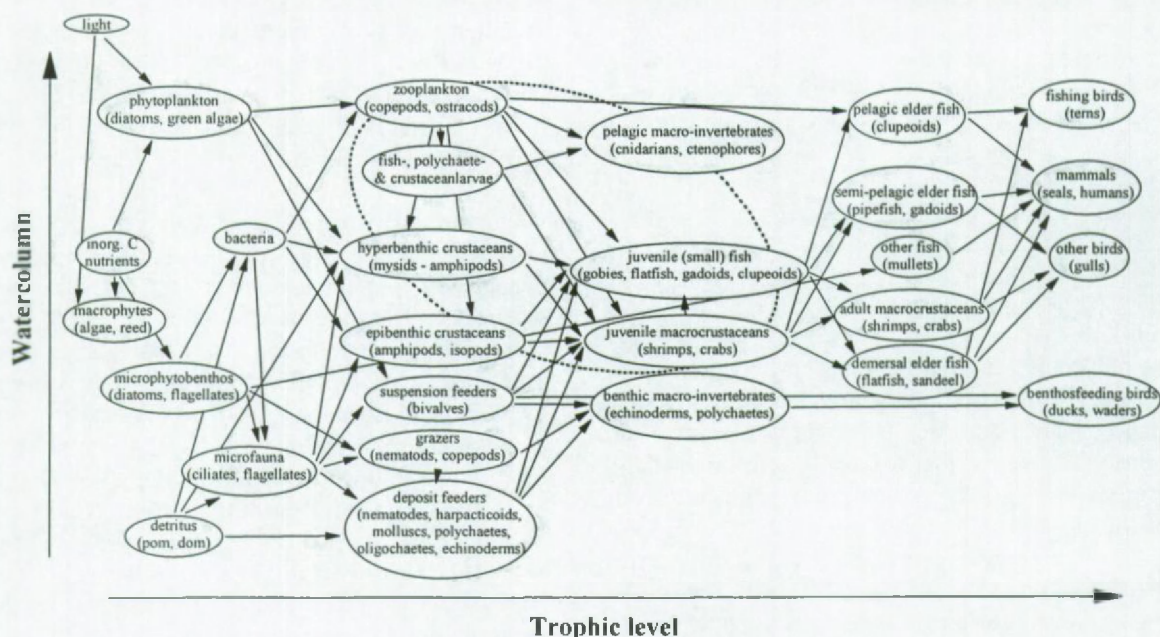 light
phytoplankton
(diatoms, green algae)
zooplankton
(copepods, ostracods)
pelagic elder fish
(clupeoids)
fishing birds
(terns)
pelagic macro-invertebrates
(cnidarians, ctenophores)
fish-, polychaete-
& crustaceanlarvae
mammals
(seals, humans)
semi-pelagic elder fish
(pipefish, gadoids)
inorg. C
nutrients
bacteria
hyperbenthic crustaceans
(mysids - amphipods)
juvenile (small) fish
(gobies, flatfish, gadoids, clupeoids)
other fish
(mullets)
other birds
(gulls)
macrophytes
(algae, reed)
epibenthic crustaceans
(amphipods, isopods)
juvenile macrocrustaceans
(shrimps, crabs)
adult macrocrustaceans
(shrimps, crabs)
microphytobenthos
(diatoms, flagellates)
suspension feeders
(bivalves)
benthic macro-invertebrates
(echinoderms, polychaetes)
demersal elder fish
(flatfish, sandeel)
benthosfeeding birds
(ducks, waders)
grazers
(nematods, copepods)
microfauna
(ciliates, flagellates)
detritus
(pom, dom)
deposit feeders
(nematodes, harpacticoids,
molluscs, polychaetes,
oligochaetes, echinoderms)
Watercolumn
Trophic level